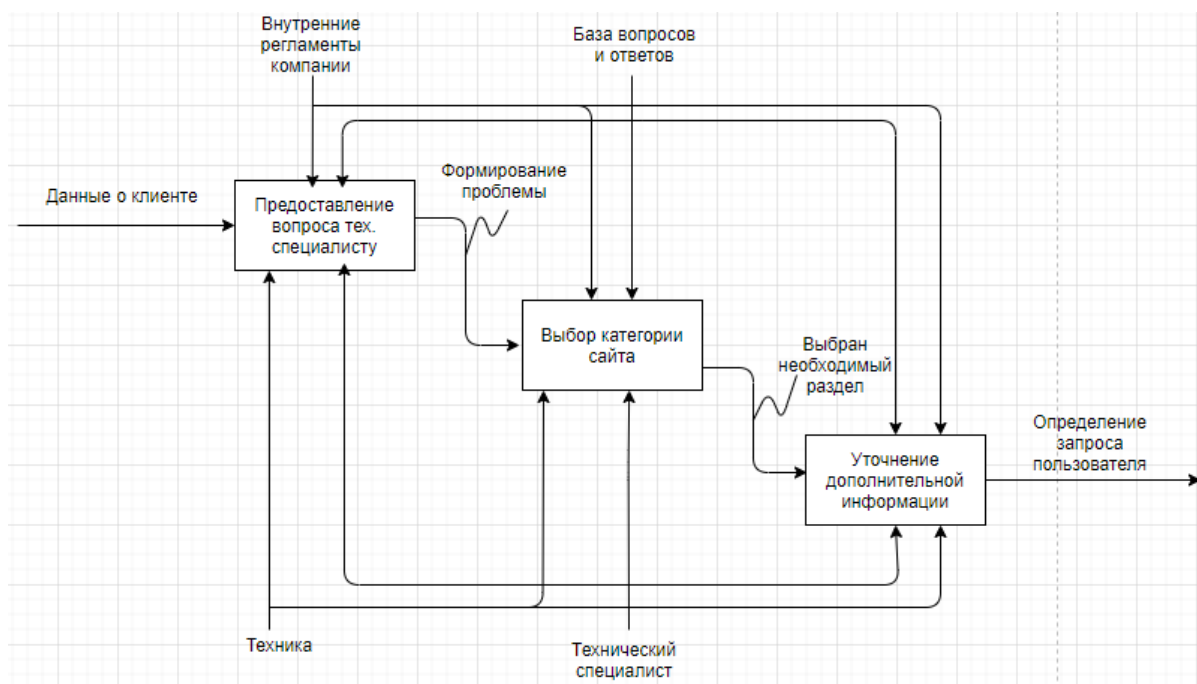 Внутренние
регламенты
компании
База вопросов
и ответов
Данные о клиенте
Предоставление
вопроса тех.
специалисту
Формирование
проблемы
Выбор категории
сайта
Выбран
необходимый
раздел
Уточнение
дополнительной
информации
Определение
запроса
пользователя
Техника
Технический
специалист